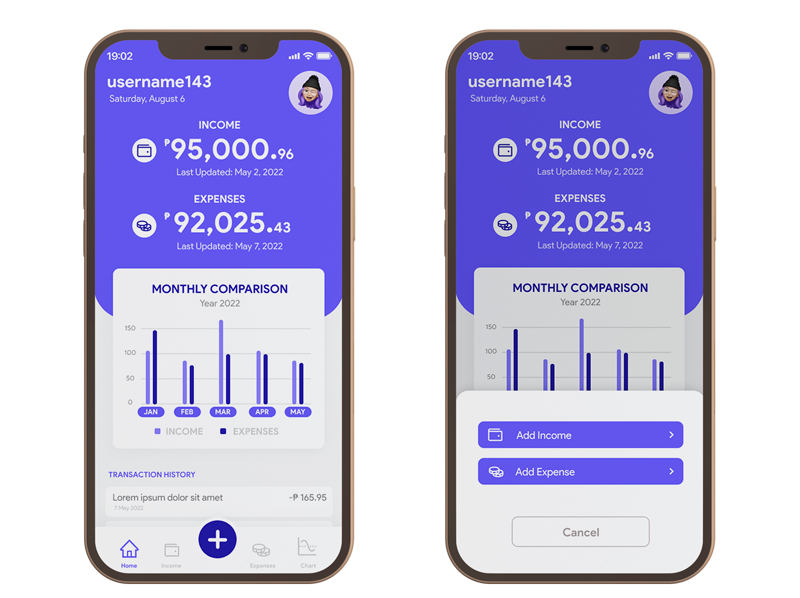 19:02
username143
Saturday, August 6
INCOME
₱95,000.96
Last Updated: May 2, 2022
EXPENSES
₱92,025.43
Last Updated: May 7, 2022
MONTHLY COMPARISON
Year 2022
150
100
50
0
JAN FEB MAR APR MAY
INCOME EXPENSES
TRANSACTION HISTORY
Lorem ipsum dolor sit amet -₱ 165.95
7 May 2022
Home Income Expenses Chart
19:02
username143
Saturday, August 6
INCOME
₱95,000.96
Last Updated: May 2, 2022
EXPENSES
₱92,025.43
Last Updated: May 7, 2022
MONTHLY COMPARISON
Year 2022
150
100
50
Add Income
Add Expense
Cancel